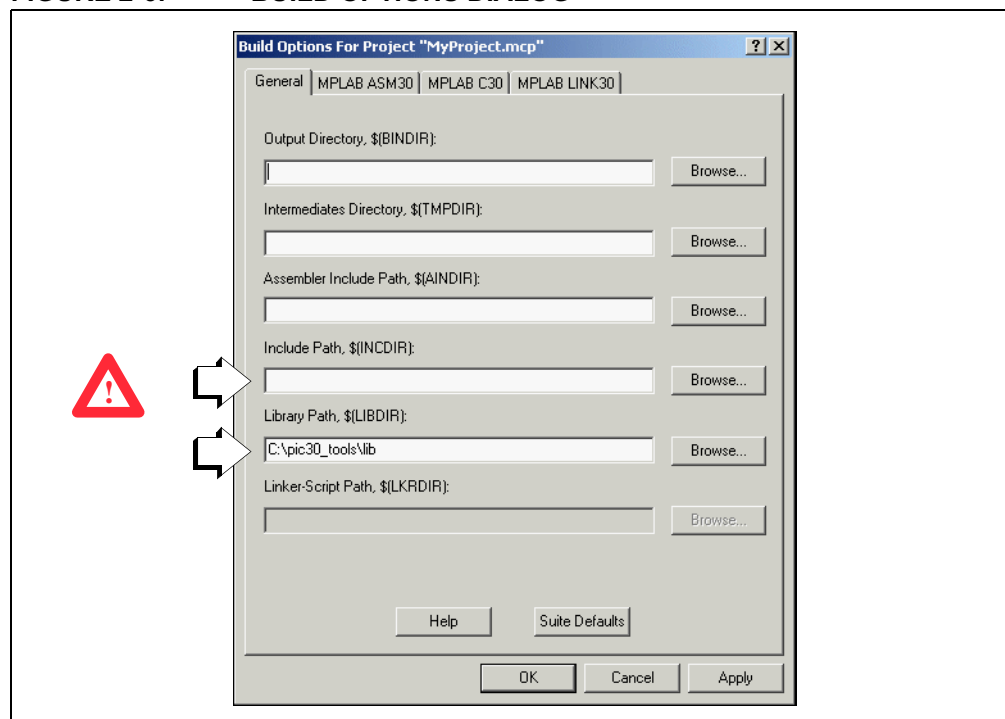 Build Options For Project "MyProject.mcp"
General MPLAB ASM30 MPLAB C30 MPLAB LINK30
Output Directory, $(BINDIR):
Browse...
Intermediates Directory, $(TMPDIR):
Browse...
Assembler Include Path, $(AINDIR):
Browse...
Include Path, $(INCDIR):
!
Browse...
Library Path, $(LIBDIR):
C:\pic30_tools\lib
Browse...
Linker-Script Path, $(LKRDIR):
Browse...
Help Suite Defaults
OK Cancel Apply